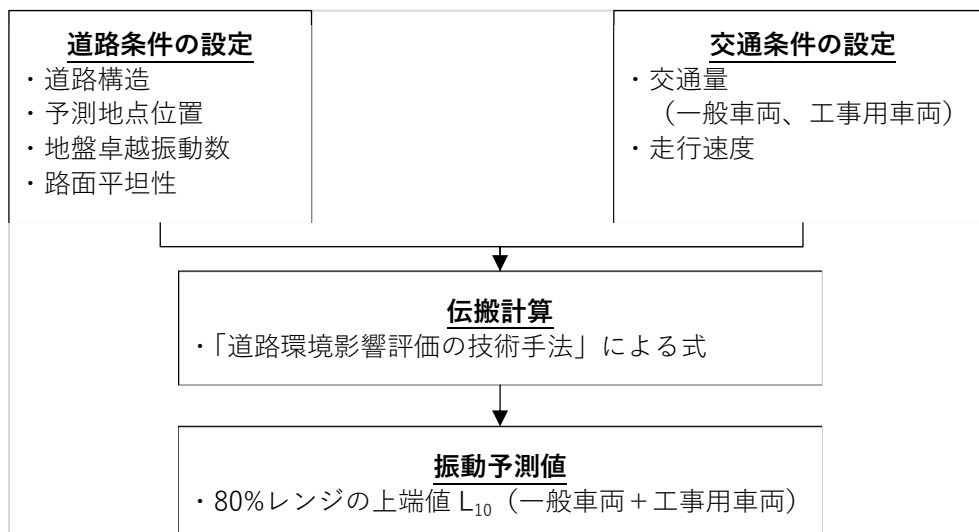 道路条件の設定
・道路構造
・予測地点位置
・地盤卓越振動数
・路面平坦性
交通条件の設定
・交通量
（一般車両、工事用車両）
・走行速度
伝搬計算
・「道路環境影響評価の技術手法」による式
振動予測値
・80%レンジの上端値 L₁₀（一般車両＋工事用車両）